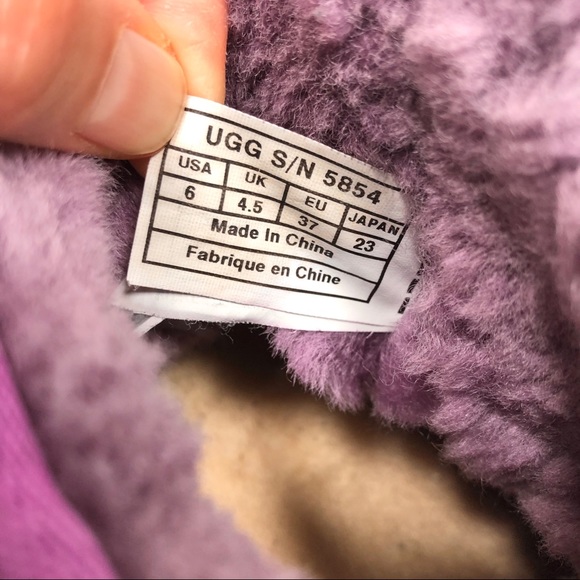 UGG S/N 5854
USA UK EU JAPAN
6 4.5 37 23
Made In China
Fabrique en Chine